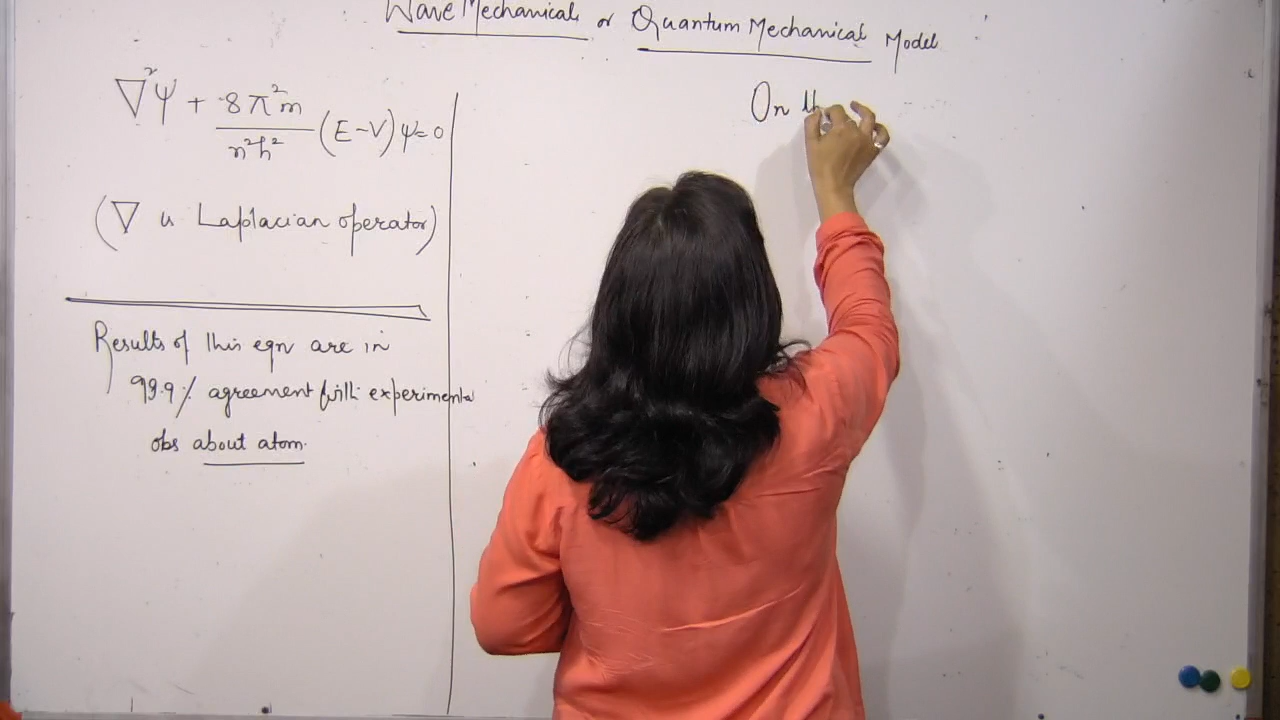 Wave Mechanical or Quantum Mechanical Model
∇²ψ + 8π²m / n²h² (E-V) ψ = 0
(∇ is Laplacian operator)
Results of this eqn are in
99.9% agreement with experimental
obs about atom.
On th